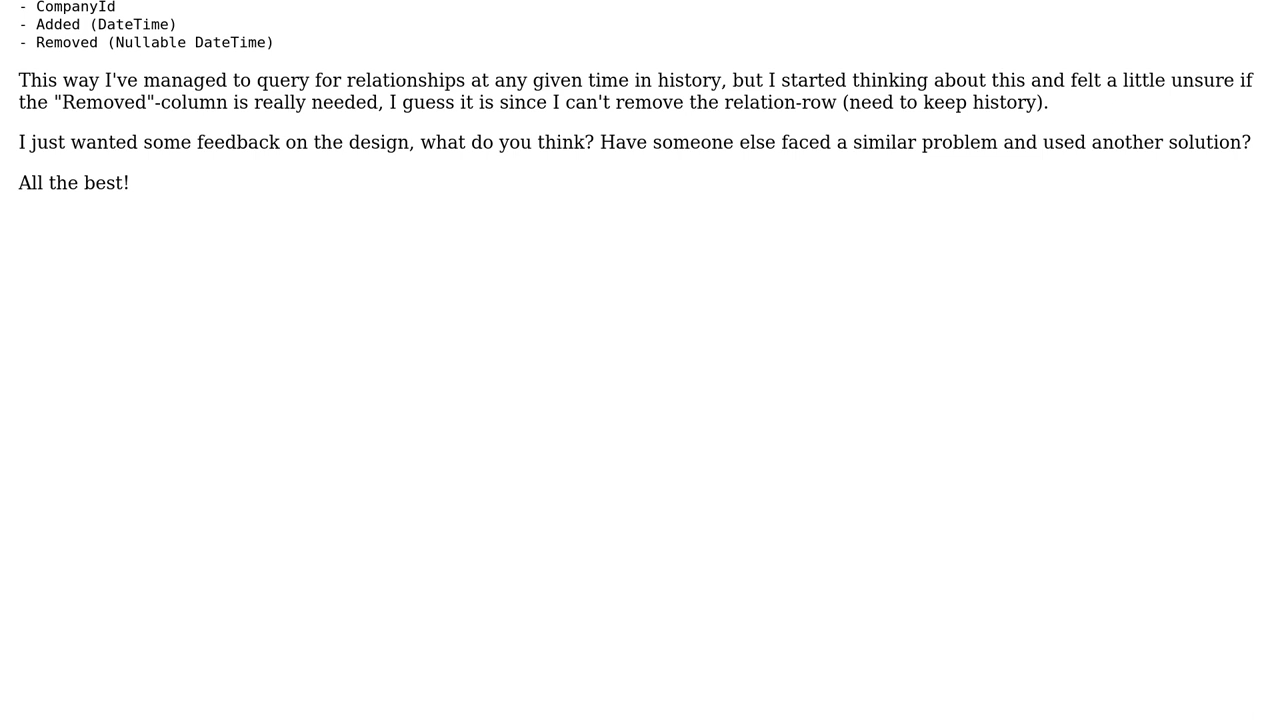 - CompanyId
- Added (DateTime)
- Removed (Nullable DateTime)
This way I've managed to query for relationships at any given time in history, but I started thinking about this and felt a little unsure if
the "Removed"-column is really needed, I guess it is since I can't remove the relation-row (need to keep history).
I just wanted some feedback on the design, what do you think? Have someone else faced a similar problem and used another solution?
All the best!